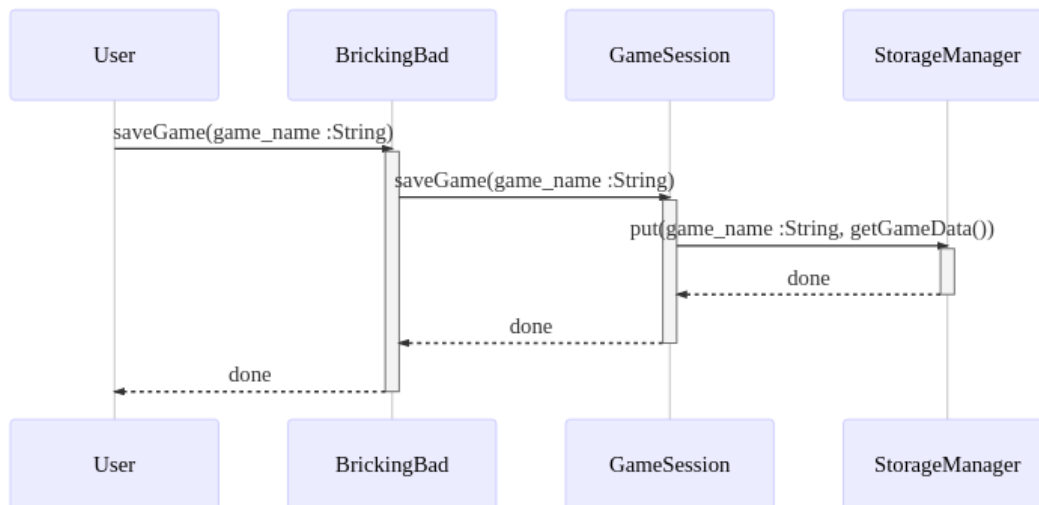 User
BrickingBad
GameSession
StorageManager
saveGame(game_name :String)
saveGame(game_name :String)
put(game_name :String, getGameData())
done
done
done
User
BrickingBad
GameSession
StorageManager